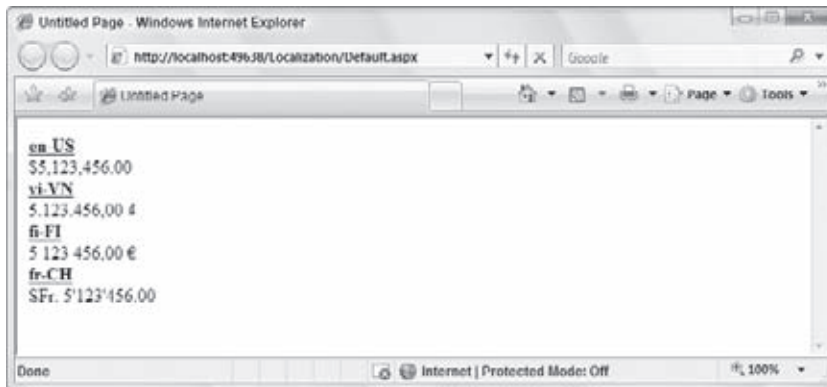 Untitled Page - Windows Internet Explorer
http://localhost:49638/Localization/Default.aspx
Google
Untitled Page
Page
Tools
en-US
$5,123,456.00
vi-VN
5.123.456,00 ₫
fi-FI
5 123 456,00 €
fr-CH
SFr. 5'123'456.00
Done
Internet | Protected Mode: Off
100%